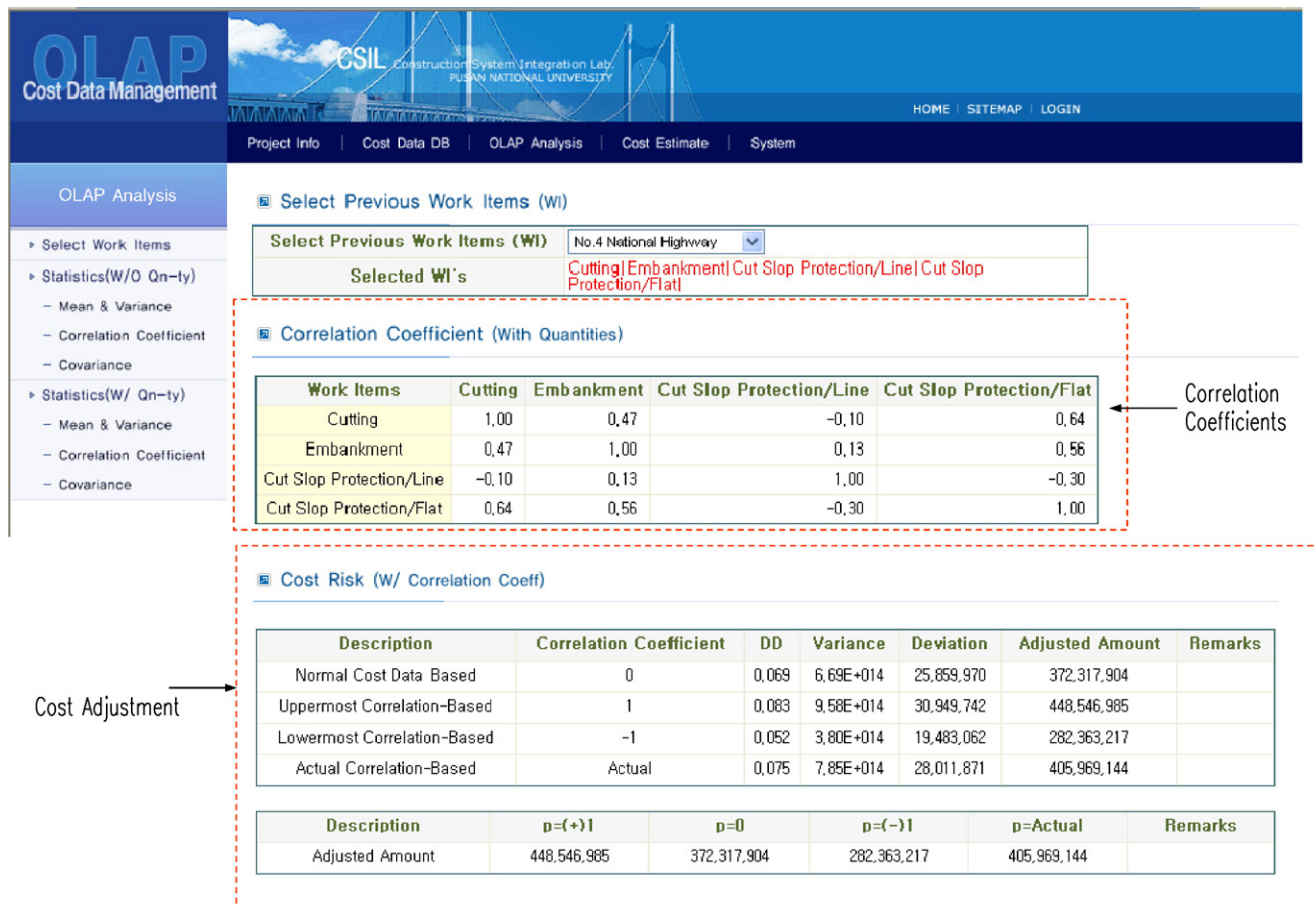 OLAP
Cost Data Management
CSIL Construction System Integration Lab.
PUSAN NATIONAL UNIVERSITY
HOME | SITEMAP | LOGIN
Project Info | Cost Data DB | OLAP Analysis | Cost Estimate | System
OLAP Analysis
Select Work Items
Statistics(W/O Qn-ty)
- Mean & Variance
- Correlation Coefficient
- Covariance
Statistics(W/ Qn-ty)
- Mean & Variance
- Correlation Coefficient
- Covariance
Select Previous Work Items (WI)
Select Previous Work Items (WI) No.4 National Highway
Selected WI's Cutting| Embankment| Cut Slop Protection/Line| Cut Slop
Protection/Flat|
Correlation Coefficient (With Quantities)
Work Items Cutting Embankment Cut Slop Protection/Line Cut Slop Protection/Flat
Cutting 1,00 0,47 -0,10 0,64
Embankment 0,47 1,00 0,13 0,56
Cut Slop Protection/Line -0,10 0,13 1,00 -0,30
Cut Slop Protection/Flat 0,64 0,56 -0,30 1,00
Correlation
Coefficients
Cost Risk (W/ Correlation Coeff)
Description Correlation Coefficient DD Variance Deviation Adjusted Amount Remarks
Normal Cost Data Based 0 0,069 6,69E+014 25,859,970 372,317,904
Uppermost Correlation-Based 1 0,083 9,58E+014 30,949,742 448,546,985
Lowermost Correlation-Based -1 0,052 3,80E+014 19,483,062 282,363,217
Actual Correlation-Based Actual 0,075 7,85E+014 28,011,871 405,969,144
Cost Adjustment
Description p=(+)1 p=0 p=(-)1 p=Actual Remarks
Adjusted Amount 448,546,985 372,317,904 282,363,217 405,969,144